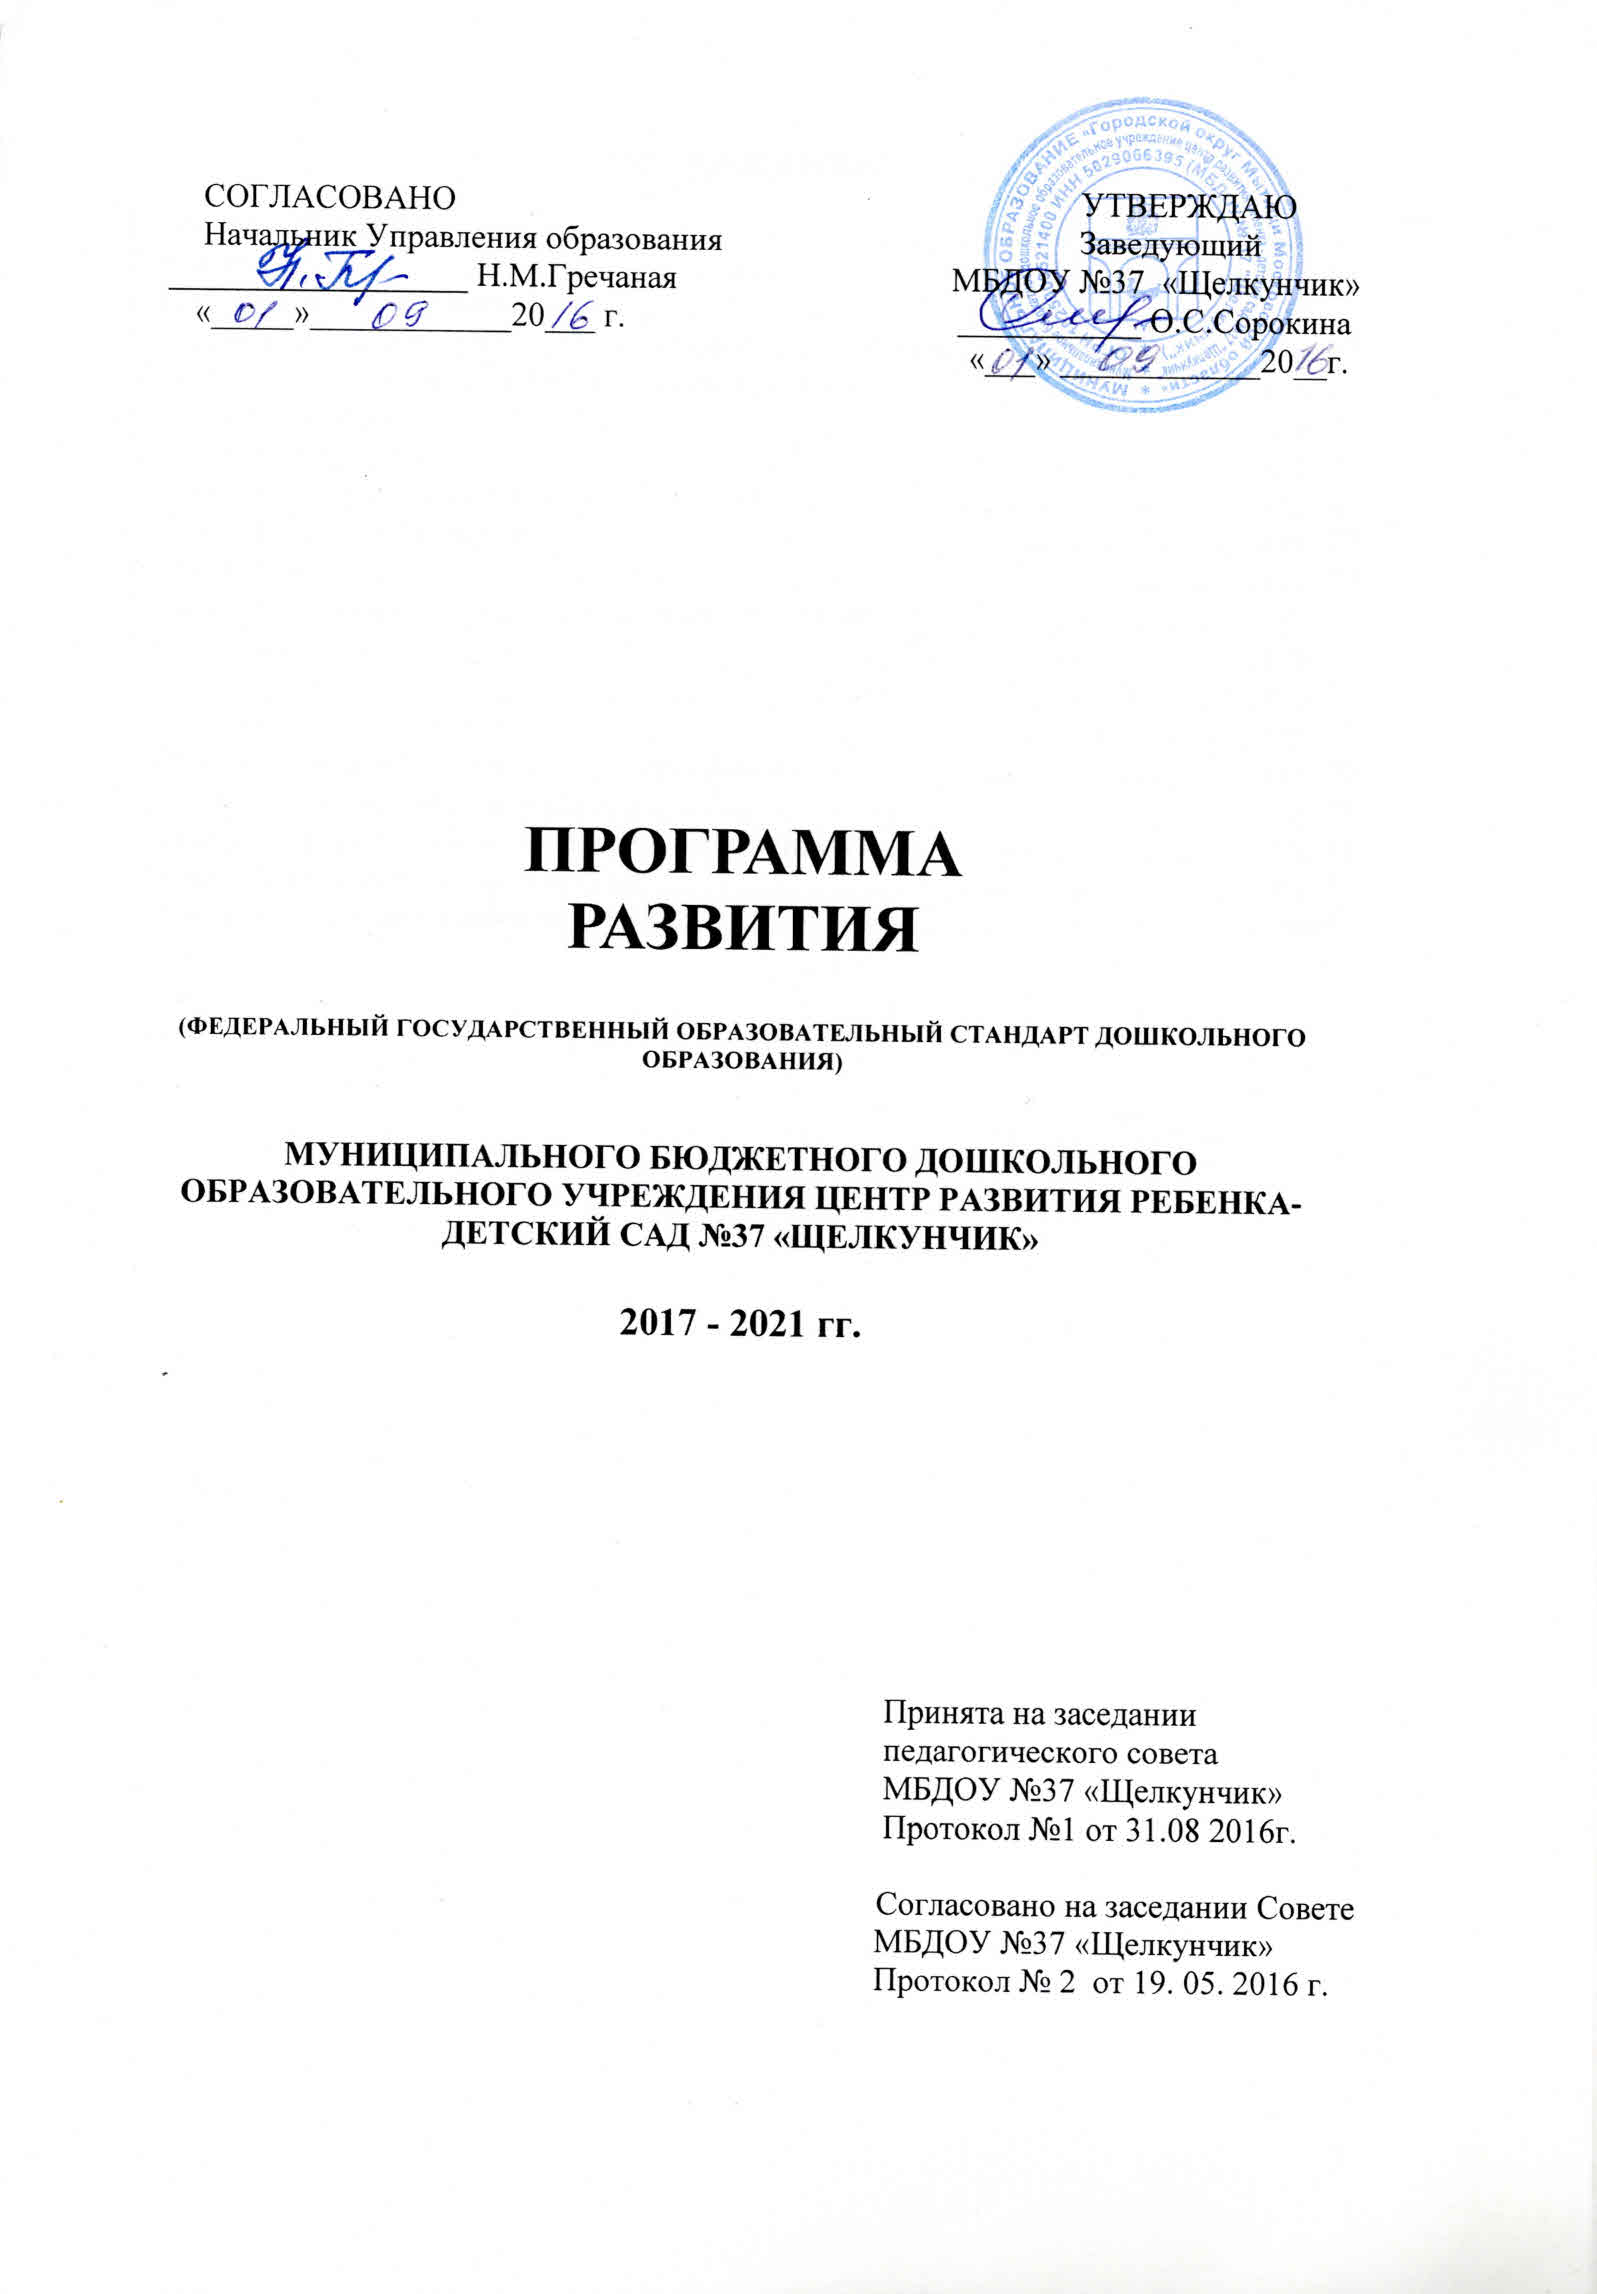 СОГЛАСОВАНО
Начальник Управления образования
Н.М.Гречаная
«01» 09 2016 г.
УТВЕРЖДАЮ
Заведующий
МБДОУ №37 «Щелкунчик»
О.С.Сорокина
«01» 09 2016г.
ПРОГРАММА
РАЗВИТИЯ
(ФЕДЕРАЛЬНЫЙ ГОСУДАРСТВЕННЫЙ ОБРАЗОВАТЕЛЬНЫЙ СТАНДАРТ ДОШКОЛЬНОГО
ОБРАЗОВАНИЯ)
МУНИЦИПАЛЬНОГО БЮДЖЕТНОГО ДОШКОЛЬНОГО
ОБРАЗОВАТЕЛЬНОГО УЧРЕЖДЕНИЯ ЦЕНТР РАЗВИТИЯ РЕБЕНКА-
ДЕТСКИЙ САД №37 «ЩЕЛКУНЧИК»
2017 - 2021 гг.
Принята на заседании
педагогического совета
МБДОУ №37 «Щелкунчик»
Протокол №1 от 31.08 2016г.
Согласовано на заседании Совете
МБДОУ №37 «Щелкунчик»
Протокол № 2 от 19. 05. 2016 г.